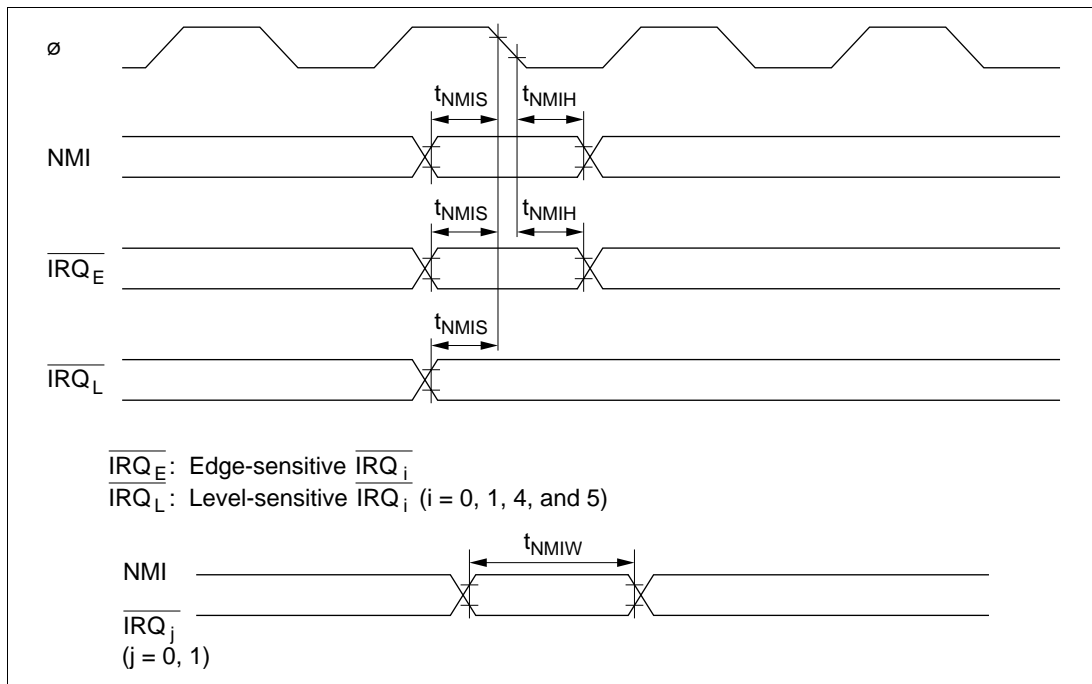 ø
tNMIS tNMIH
NMI
tNMIS tNMIH
IRQE
tNMIS
IRQL
IRQE: Edge-sensitive IRQi
IRQL: Level-sensitive IRQi (i = 0, 1, 4, and 5)
tNMIW
NMI
IRQj
(j = 0, 1)